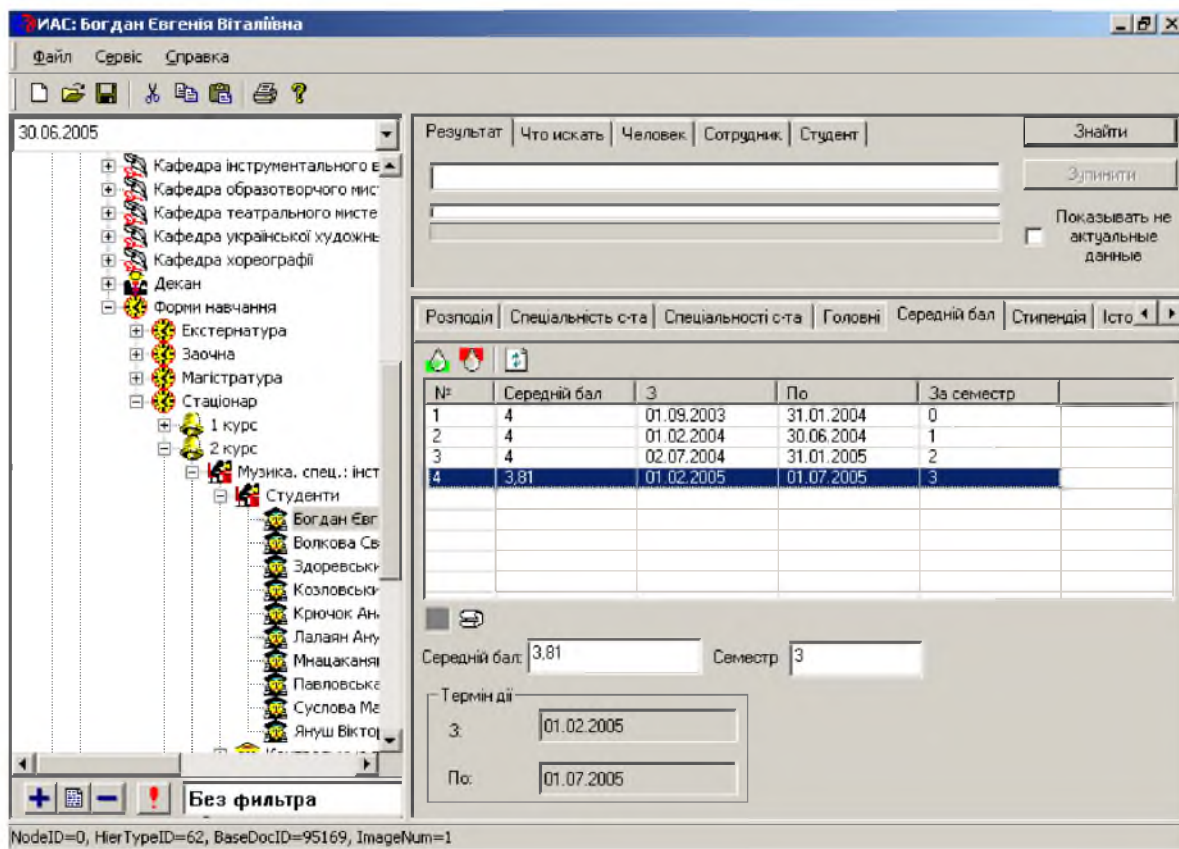 ИАС: Богдан Євгенія Віталіївна
Файл Сервіс Справка
30.06.2005
Кафедра інструментального в
Кафедра образотворчого мис
Кафедра театрального мисте
Кафедра української художнь
Кафедра хореографії
Декан
Форми навчання
Екстернатура
Заочна
Магістратура
Стаціонар
1 курс
2 курс
Музика. спец.: інст
Студенти
Богдан Євг
Волкова Св
Здоревськ
Козловськи
Крючок Ан
Лалаян Ану
Мнацакання
Павловська
Суслова Ма
Януш Віктор
Без фильтра
Результат Что искать Человек Сотрудник Студент
Знайти
Зупинити
Показывать не
актуальные
данные
Розподіл Спеціальність с-та Спеціальності с-та Головні Середній бал Стипендія Істо
№ Середній бал З По За семестр
1 4 01.09.2003 31.01.2004 0
2 4 01.02.2004 30.06.2004 1
3 4 02.07.2004 31.01.2005 2
4 3,81 01.02.2005 01.07.2005 3
Середній бал: 3,81 Семестр 3
Термін дії
З: 01.02.2005
По: 01.07.2005
NodeID=0, HierTypeID=62, BaseDocID=95169, ImageNum=1